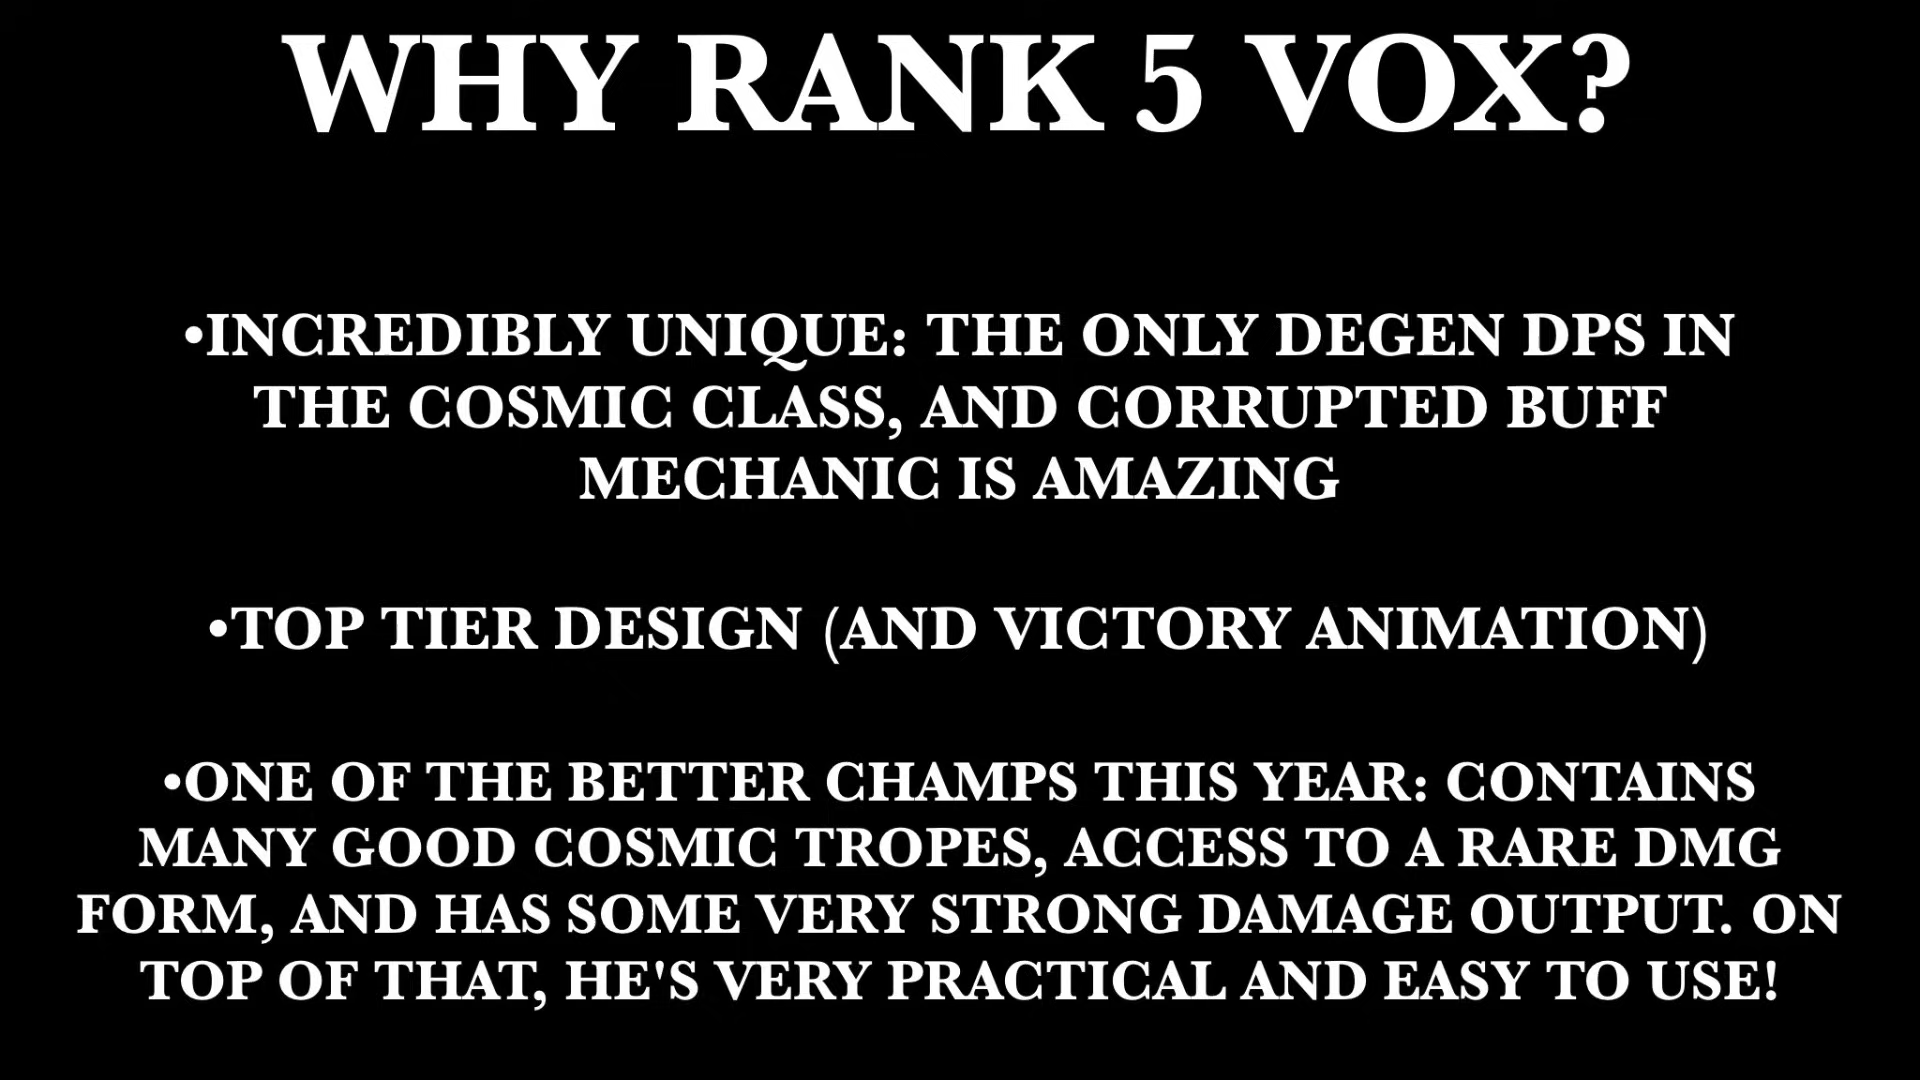 WHY RANK 5 VOX?
•INCREDIBLY UNIQUE: THE ONLY DEGEN DPS IN
THE COSMIC CLASS, AND CORRUPTED BUFF
MECHANIC IS AMAZING
•TOP TIER DESIGN (AND VICTORY ANIMATION)
•ONE OF THE BETTER CHAMPS THIS YEAR: CONTAINS
MANY GOOD COSMIC TROPES, ACCESS TO A RARE DMG
FORM, AND HAS SOME VERY STRONG DAMAGE OUTPUT. ON
TOP OF THAT, HE'S VERY PRACTICAL AND EASY TO USE!